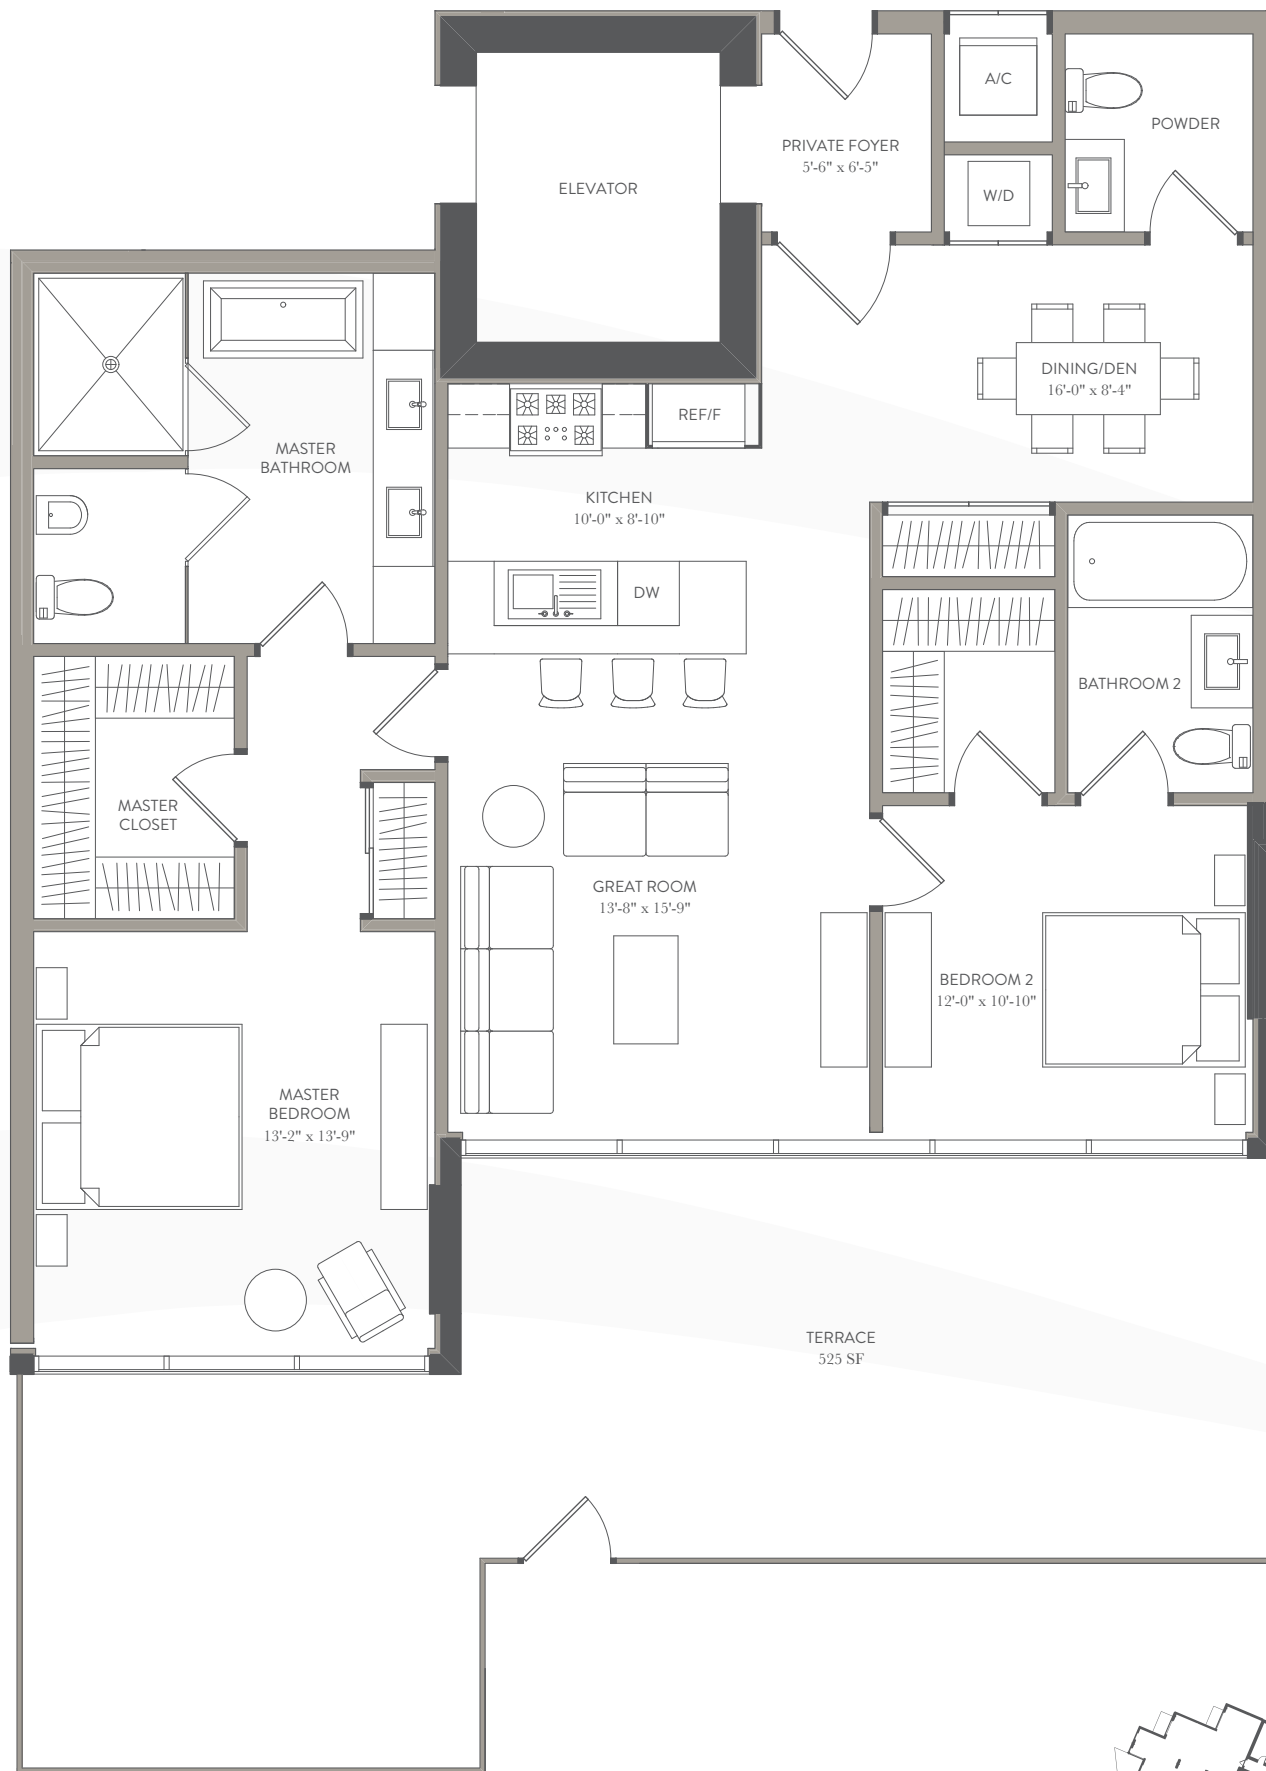 A/C
POWDER
PRIVATE FOYER
5'-6" x 6'-5"
ELEVATOR
W/D
DINING/DEN
16'-0" x 8'-4"
REF/F
MASTER
BATHROOM
KITCHEN
10'-0" x 8'-10"
DW
BATHROOM 2
MASTER
CLOSET
GREAT ROOM
13'-8" x 15'-9"
BEDROOM 2
12'-0" x 10'-10"
MASTER
BEDROOM
13'-2" x 13'-9"
TERRACE
525 SF